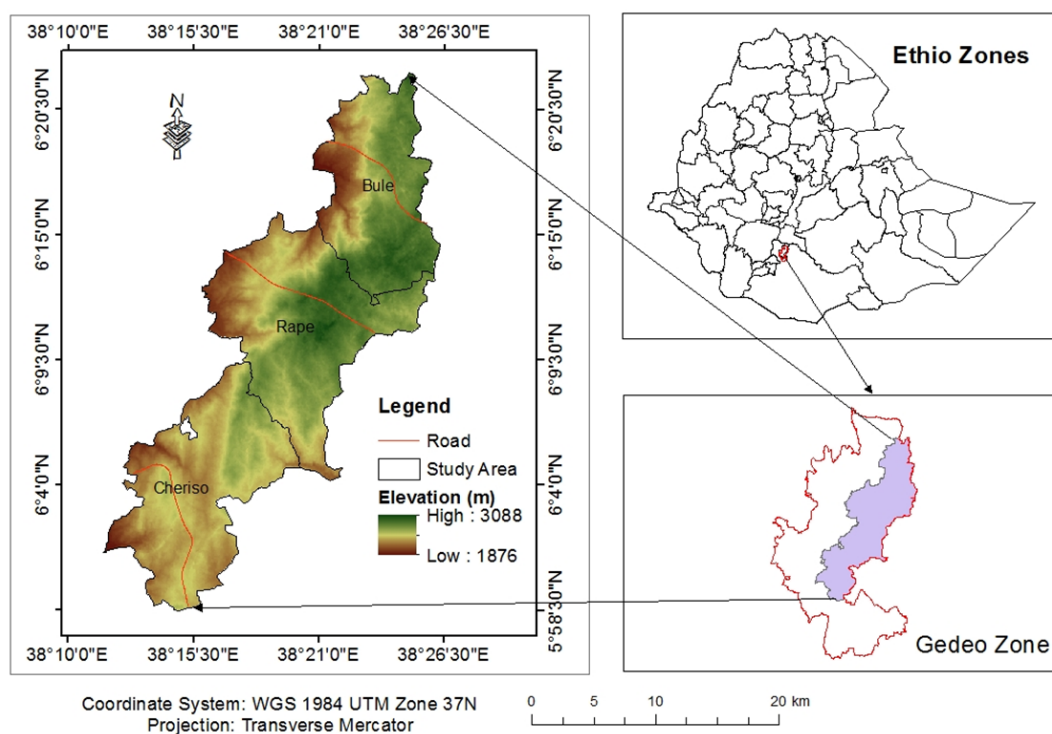 38°10'0"E 38°15'30"E 38°21'0"E 38°26'30"E
6°20'30"N
6°15'0"N
6°9'30"N
6°4'0"N
N
Bule
Rape
Cheriso
Legend
Road
Study Area
Elevation (m)
High : 3088
Low : 1876
6°20'30"N
6°15'0"N
6°9'30"N
6°4'0"N
5°58'30"N
38°10'0"E 38°15'30"E 38°21'0"E 38°26'30"E
Ethio Zones
Gedeo Zone
Coordinate System: WGS 1984 UTM Zone 37N
Projection: Transverse Mercator
0 5 10 20 km